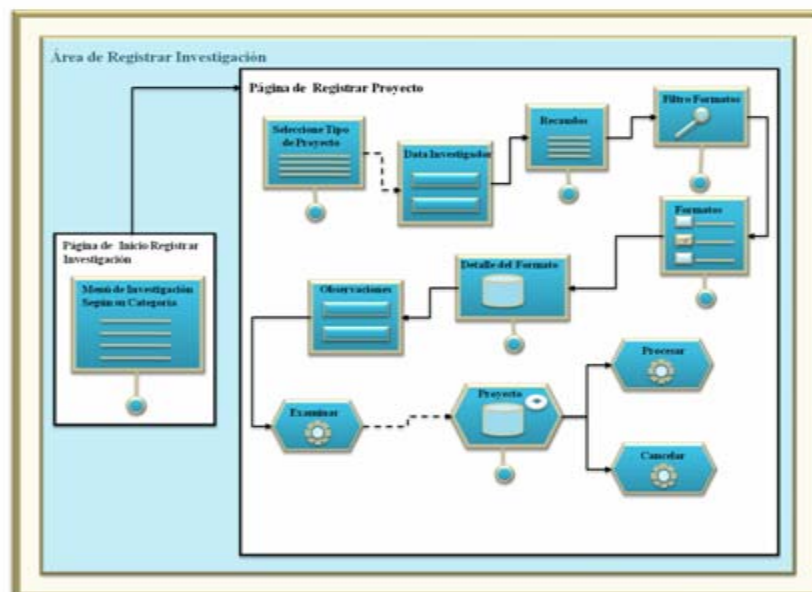 Área de Registrar Investigación
Página de Registrar Proyecto
Seleccione Tipo
de Proyecto
Data Investigador
Recaudos
Filtro Formatos
Formatos
Detalle del Formato
Observaciones
Página de Inicio Registrar
Investigación
Menú de Investigación
Según su Categoría
Examinar
Proyecto
Procesar
Cancelar